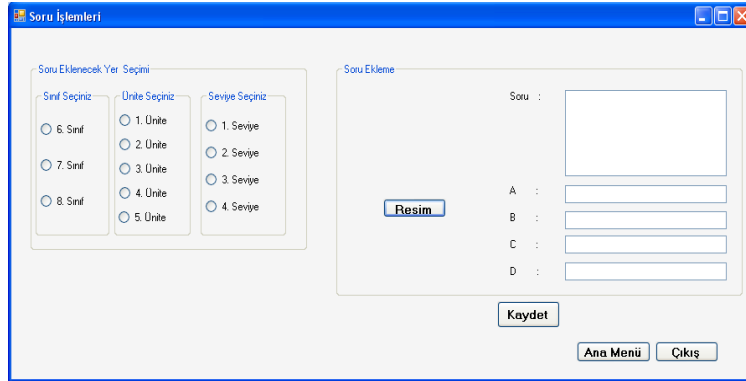 Soru İşlemleri
Soru Eklenecek Yer Seçimi
Sınıf Seçiniz
6. Sınıf
7. Sınıf
8. Sınıf
Ünite Seçiniz
1. Ünite
2. Ünite
3. Ünite
4. Ünite
5. Ünite
Seviye Seçiniz
1. Seviye
2. Seviye
3. Seviye
4. Seviye
Soru Ekleme
Soru :
Resim
A :
B :
C :
D :
Kaydet
Ana Menü
Çıkış